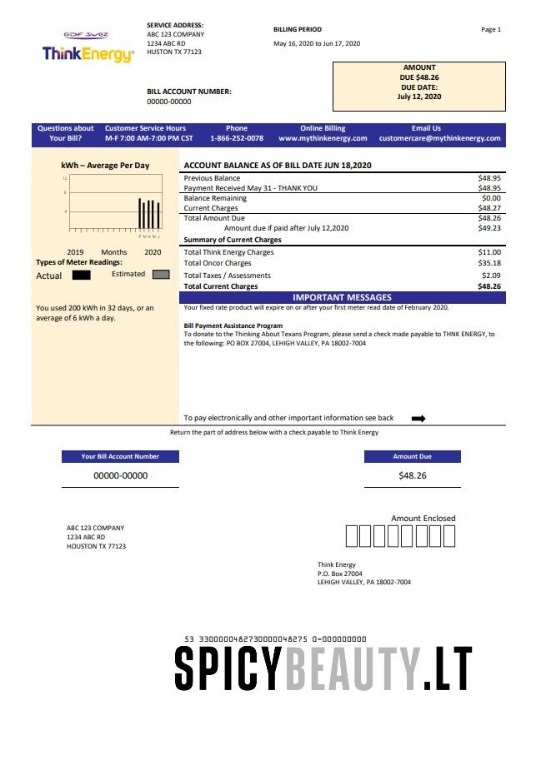 SERVICE ADDRESS:
ABC 123 COMPANY
1234 ABC RD
HUSTON TX 77123
BILLING PERIOD
May 16, 2020 to Jun 17, 2020
Page 1
GDF SUEZ
ThinkEnergy
BILL ACCOUNT NUMBER:
00000-00000
AMOUNT
DUE $48.26
DUE DATE:
July 12, 2020
Questions about Your Bill?
Customer Service Hours
M-F 7:00 AM-7:00 PM CST
Phone
1-866-252-0078
Online Billing
www.mythinkenergy.com
Email Us
customercare@mythinkenergy.com
kWh – Average Per Day
12
8
4
2019 Months 2020
Types of Meter Readings:
Actual Estimated
You used 200 kWh in 32 days, or an
average of 6 kWh a day.
ACCOUNT BALANCE AS OF BILL DATE JUN 18,2020
Previous Balance $48.95
Payment Received May 31 - THANK YOU $48.95
Balance Remaining $0.00
Current Charges $48.27
Total Amount Due $48.26
Amount due if paid after July 12,2020 $49.23
Summary of Current Charges
Total Think Energy Charges $11.00
Total Oncor Charges $35.18
Total Taxes / Assessments $2.09
Total Current Charges $48.26
IMPORTANT MESSAGES
Your fixed rate product will expire on or after your first meter read date of February 2020.
Bill Payment Assistance Program
To donate to the Thinking About Texans Program, please send a check made payable to THNK ENERGY, to
the following: PO BOX 27004, LEHIGH VALLEY, PA 18002-7004
To pay electronically and other important information see back
Return the part of address below with a check payable to Think Energy
Your Bill Account Number
00000-00000
Amount Due
$48.26
ABC 123 COMPANY
1234 ABC RD
HOUSTON TX 77123
Amount Enclosed
Think Energy
P.O. Box 27004
LEHIGH VALLEY, PA 18002-7004
53 3300000482730000048275 0-000000000
SPICYBEAUTY.LT